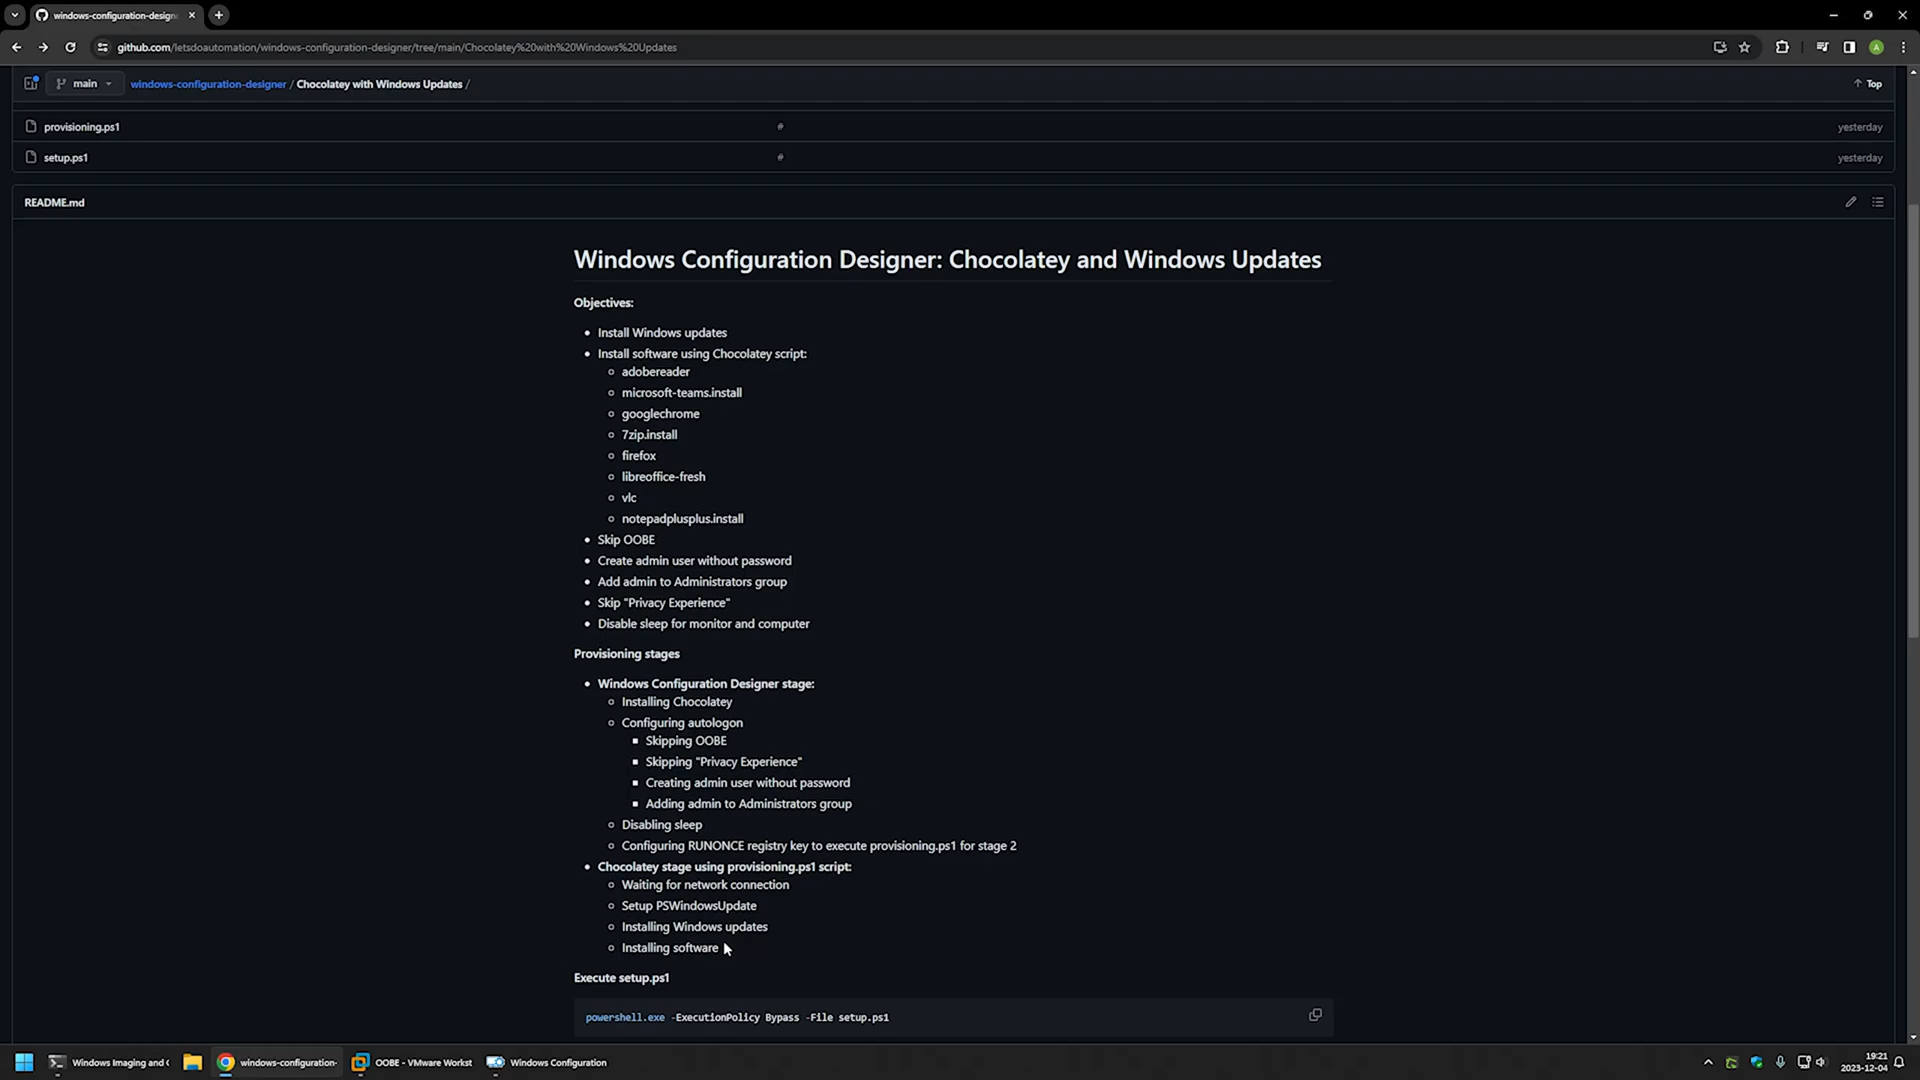 windows-configuration-design
github.com/letsdoautomation/windows-configuration-designer/tree/main/Chocolatey%20with%20Windows%20Updates
A
main
windows-configuration-designer / Chocolatey with Windows Updates /
Top
provisioning.ps1 # yesterday
setup.ps1 # yesterday
README.md
Windows Configuration Designer: Chocolatey and Windows Updates
Objectives:
• Install Windows updates
• Install software using Chocolatey script:
○ adobereader
○ microsoft-teams.install
○ googlechrome
○ 7zip.install
○ firefox
○ libreoffice-fresh
○ vlc
○ notepadplusplus.install
• Skip OOBE
• Create admin user without password
• Add admin to Administrators group
• Skip "Privacy Experience"
• Disable sleep for monitor and computer
Provisioning stages
• Windows Configuration Designer stage:
○ Installing Chocolatey
○ Configuring autologon
▪ Skipping OOBE
▪ Skipping "Privacy Experience"
▪ Creating admin user without password
▪ Adding admin to Administrators group
○ Disabling sleep
○ Configuring RUNONCE registry key to execute provisioning.ps1 for stage 2
• Chocolatey stage using provisioning.ps1 script:
○ Waiting for network connection
○ Setup PSWindowsUpdate
○ Installing Windows updates
○ Installing software
Execute setup.ps1
powershell.exe -ExecutionPolicy Bypass -File setup.ps1
Windows Imaging and C
windows-configuration-
OOBE - VMware Workst
Windows Configuration
19:21
2023-12-04